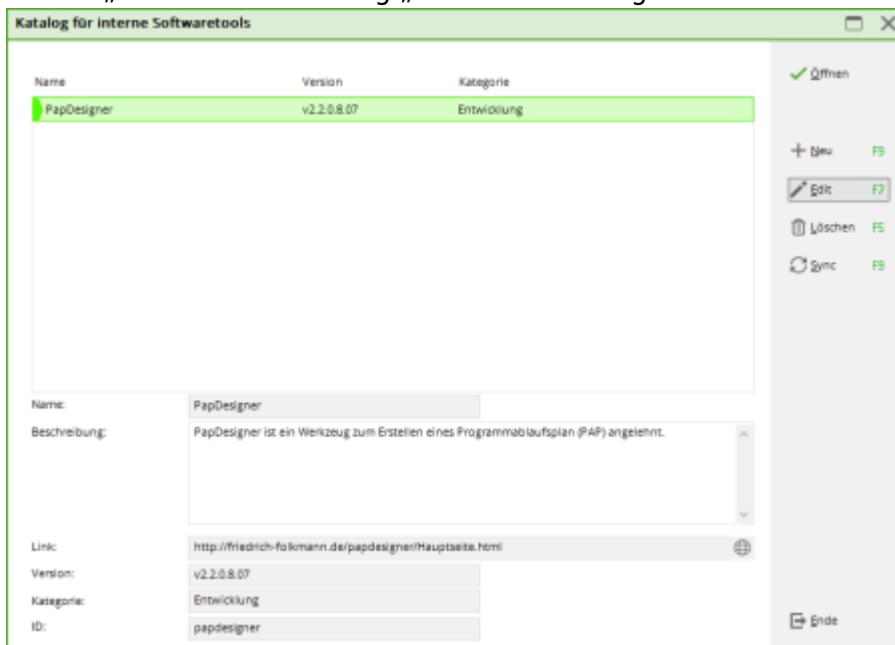 Katalog für interne Softwaretools
Name Version Kategorie
PapDesigner v2.2.0.8.07 Entwicklung
Öffnen
Neu F9
Edit F7
Löschen F5
Sync F9
Name: PapDesigner
Beschreibung: PapDesigner ist ein Werkzeug zum Erstellen eines Programmablaufsplan (PAP) angelehnt.
Link: http://friedrich-folkmann.de/papdesigner/Hauptseite.html
Version: v2.2.0.8.07
Kategorie: Entwicklung
ID: papdesigner
Ende